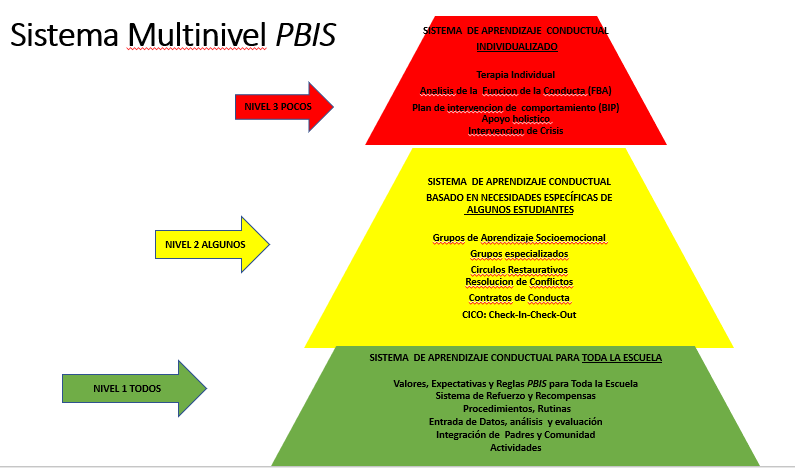 Sistema Multinivel PBIS
SISTEMA DE APRENDIZAJE CONDUCTUAL
INDIVIDUALIZADO
Terapia Individual
Analisis de la Funcion de la Conducta (FBA)
Plan de intervencion de comportamiento (BIP)
Apoyo holistico
Intervencion de Crisis
NIVEL 3 POCOS
SISTEMA DE APRENDIZAJE CONDUCTUAL
BASADO EN NECESIDADES ESPECÍFICAS DE
ALGUNOS ESTUDIANTES
Grupos de Aprendizaje Socioemocional
Grupos especializados
Circulos Restaurativos
Resolucion de Conflictos
Contratos de Conducta
CICO: Check-In-Check-Out
NIVEL 2 ALGUNOS
SISTEMA DE APRENDIZAJE CONDUCTUAL PARA TODA LA ESCUELA
Valores, Expectativas y Reglas PBIS para Toda la Escuela
Sistema de Refuerzo y Recompensas
Procedimientos, Rutinas
Entrada de Datos, análisis y evaluación
Integración de Padres y Comunidad
Actividades
NIVEL 1 TODOS